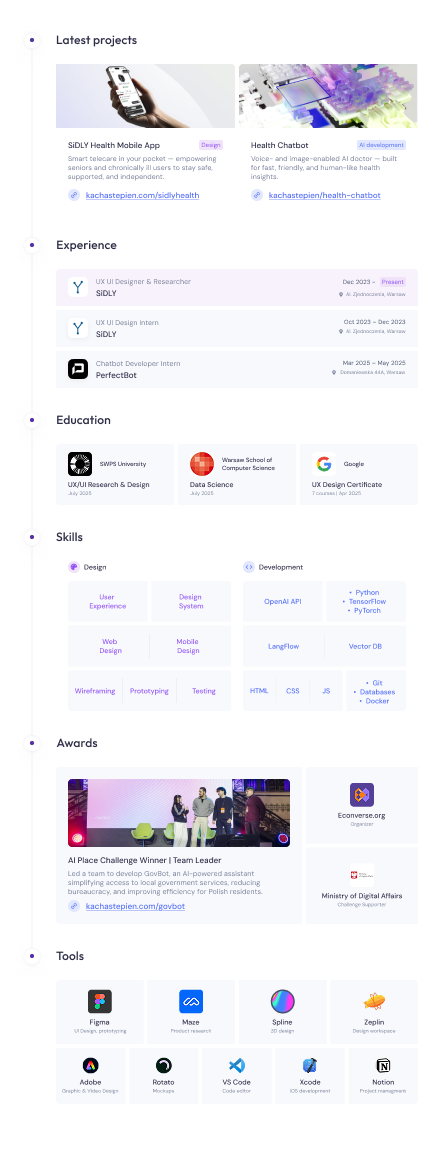 Latest projects
SiDLY Health Mobile App
Design
Smart telecare in your pocket — empowering
seniors and chronically ill users to stay safe,
supported, and independent.
kachastepien.com/sidlyhealth
Health Chatbot
AI development
Voice- and image-enabled AI doctor — built
for fast, friendly, and human-like health
insights.
kachastepien/health-chatbot
Experience
UX UI Designer & Researcher
SiDLY
Dec 2023 -
Present
Al. Zjednoczenia, Warsaw
UX UI Design Intern
SiDLY
Oct 2023 – Dec 2023
Al. Zjednoczenia, Warsaw
Chatbot Developer Intern
PerfectBot
Mar 2025 – May 2025
Domaniewska 44A, Warsaw
Education
SWPS University
UX/UI Research & Design
July 2025
Warsaw School of
Computer Science
Data Science
July 2025
Google
UX Design Certificate
7 courses | Apr 2025
Skills
Design
User
Experience
Design
System
Web
Design
Mobile
Design
Wireframing
Prototyping
Testing
Development
OpenAI API
• Python
• TensorFlow
• PyTorch
LangFlow
Vector DB
HTML
CSS
JS
• Git
• Databases
• Docker
Awards
AI Place Challenge Winner | Team Leader
Led a team to develop GovBot, an AI-powered assistant
simplifying access to local government services, reducing
bureaucracy, and improving efficiency for Polish residents.
kachastepien.com/govbot
Econverse.org
Organizer
Ministry of Digital Affairs
Challenge Supporter
Tools
Figma
UI Design, prototyping
Maze
Product research
Spline
3D design
Zeplin
Design workspace
Adobe
Graphic & Video Design
Rotato
Mockups
VS Code
Code editor
Xcode
iOS development
Notion
Project managment